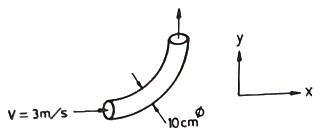 y
x
V = 3m/s
10cm ø